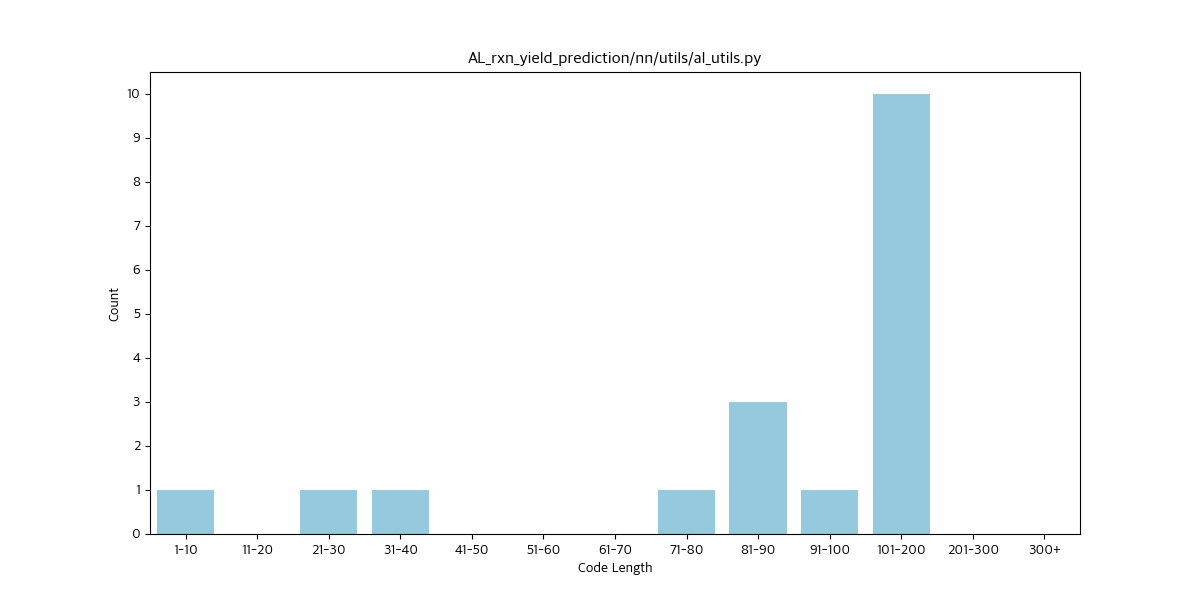 AL_rxn_yield_prediction/nn/utils/al_utils.py
10
9
8
7
6
5
4
3
2
1
0
Count
1-10 11-20 21-30 31-40 41-50 51-60 61-70 71-80 81-90 91-100 101-200 201-300 300+
Code Length